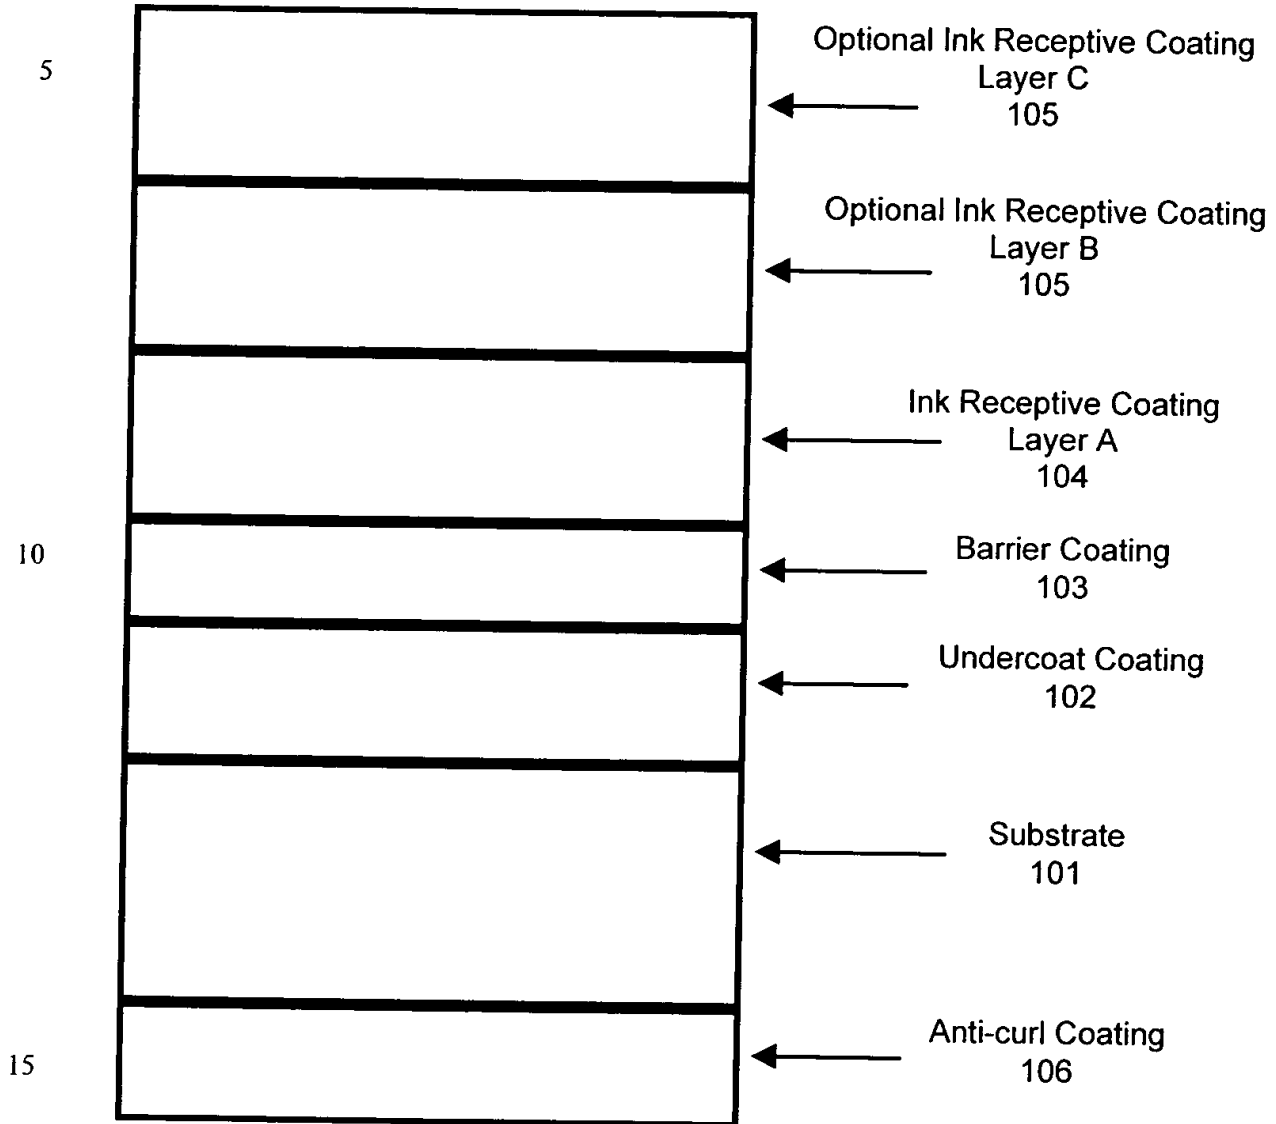 Optional Ink Receptive Coating
5
Layer C
105
Optional Ink Receptive Coating
Layer B
105
Ink Receptive Coating
Layer A
104
10
Barrier Coating
103
Undercoat Coating
102
Substrate
101
Anti-curl Coating
15
106